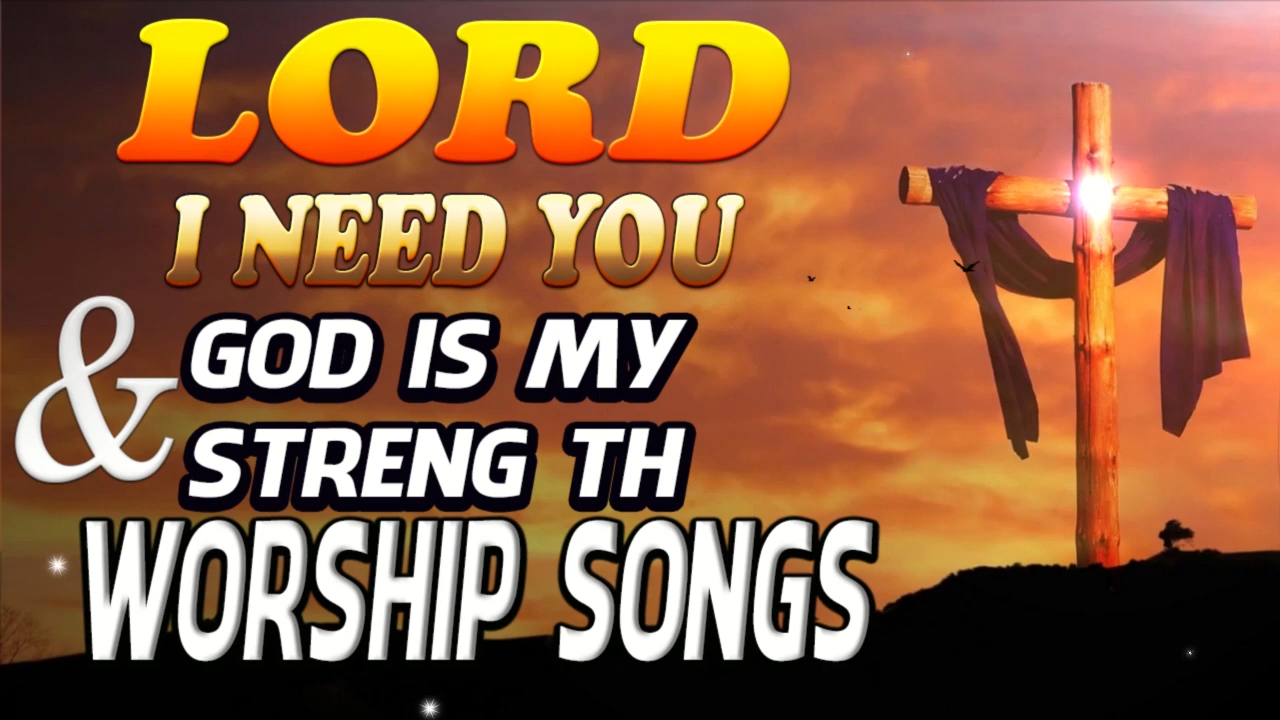 LORD
I NEED YOU
& GOD IS MY
STRENG TH
WORSHIP SONGS